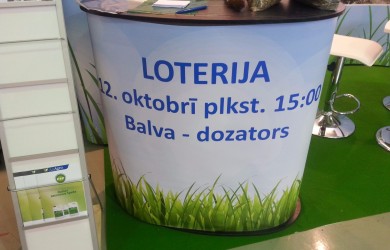 LOTERIJA
12. oktobrī plkst. 15:00
Balva - dozators